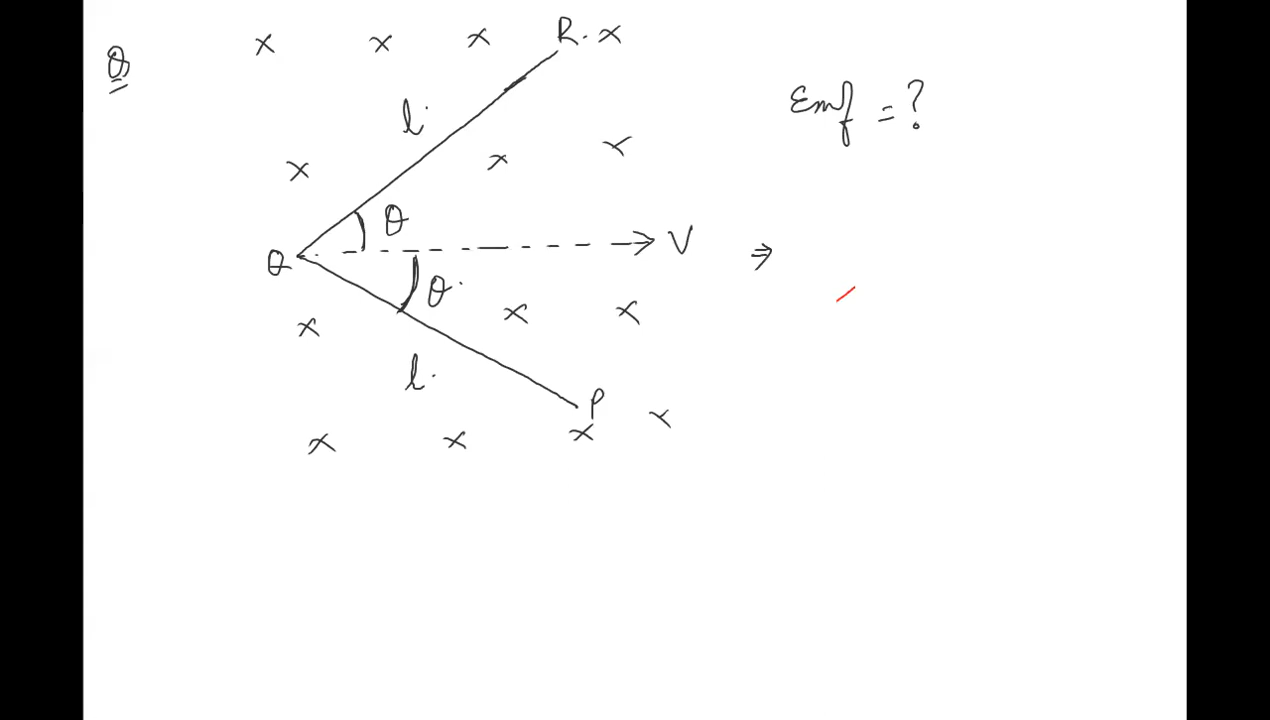 Q
x x x R. x
Emf = ?
l.
x x x
θ
Q → V ⇒
θ.
x x x
l.
P
x x x x